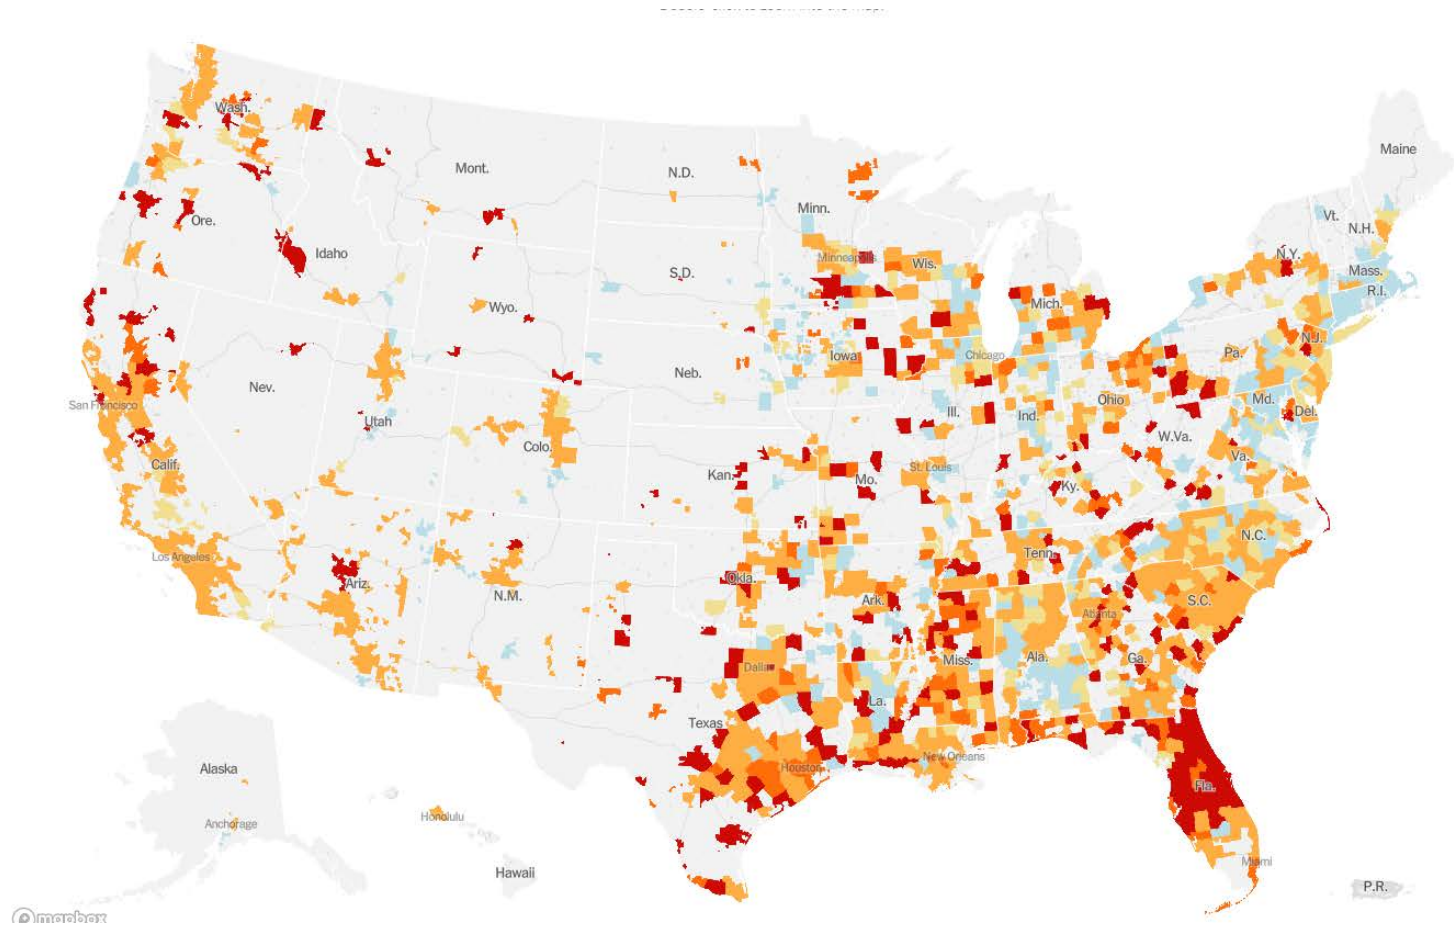 Wash.
Mont.
N.D.
Maine
Minn.
Vt.
N.H.
Ore.
Idaho
Minneapolis
Wis.
N.Y.
Mass.
R.I.
S.D.
Wyo.
Mich.
N.J.
Iowa
Chicago
Pa.
Nev.
Neb.
Ohio
Md.
Del.
San Francisco
Utah
Colo.
Ill.
Ind.
W.Va.
Va.
Calif.
Kan.
Mo.
St. Louis
Ky.
Los Angeles
N.C.
Tenn.
Ariz.
Okla.
N.M.
Ark.
Atlanta
S.C.
Dallas
Miss.
Ala.
Ga.
La.
Texas
New Orleans
Houston
Alaska
Fla.
Anchorage
Honolulu
Miami
Hawaii
P.R.
mapbox